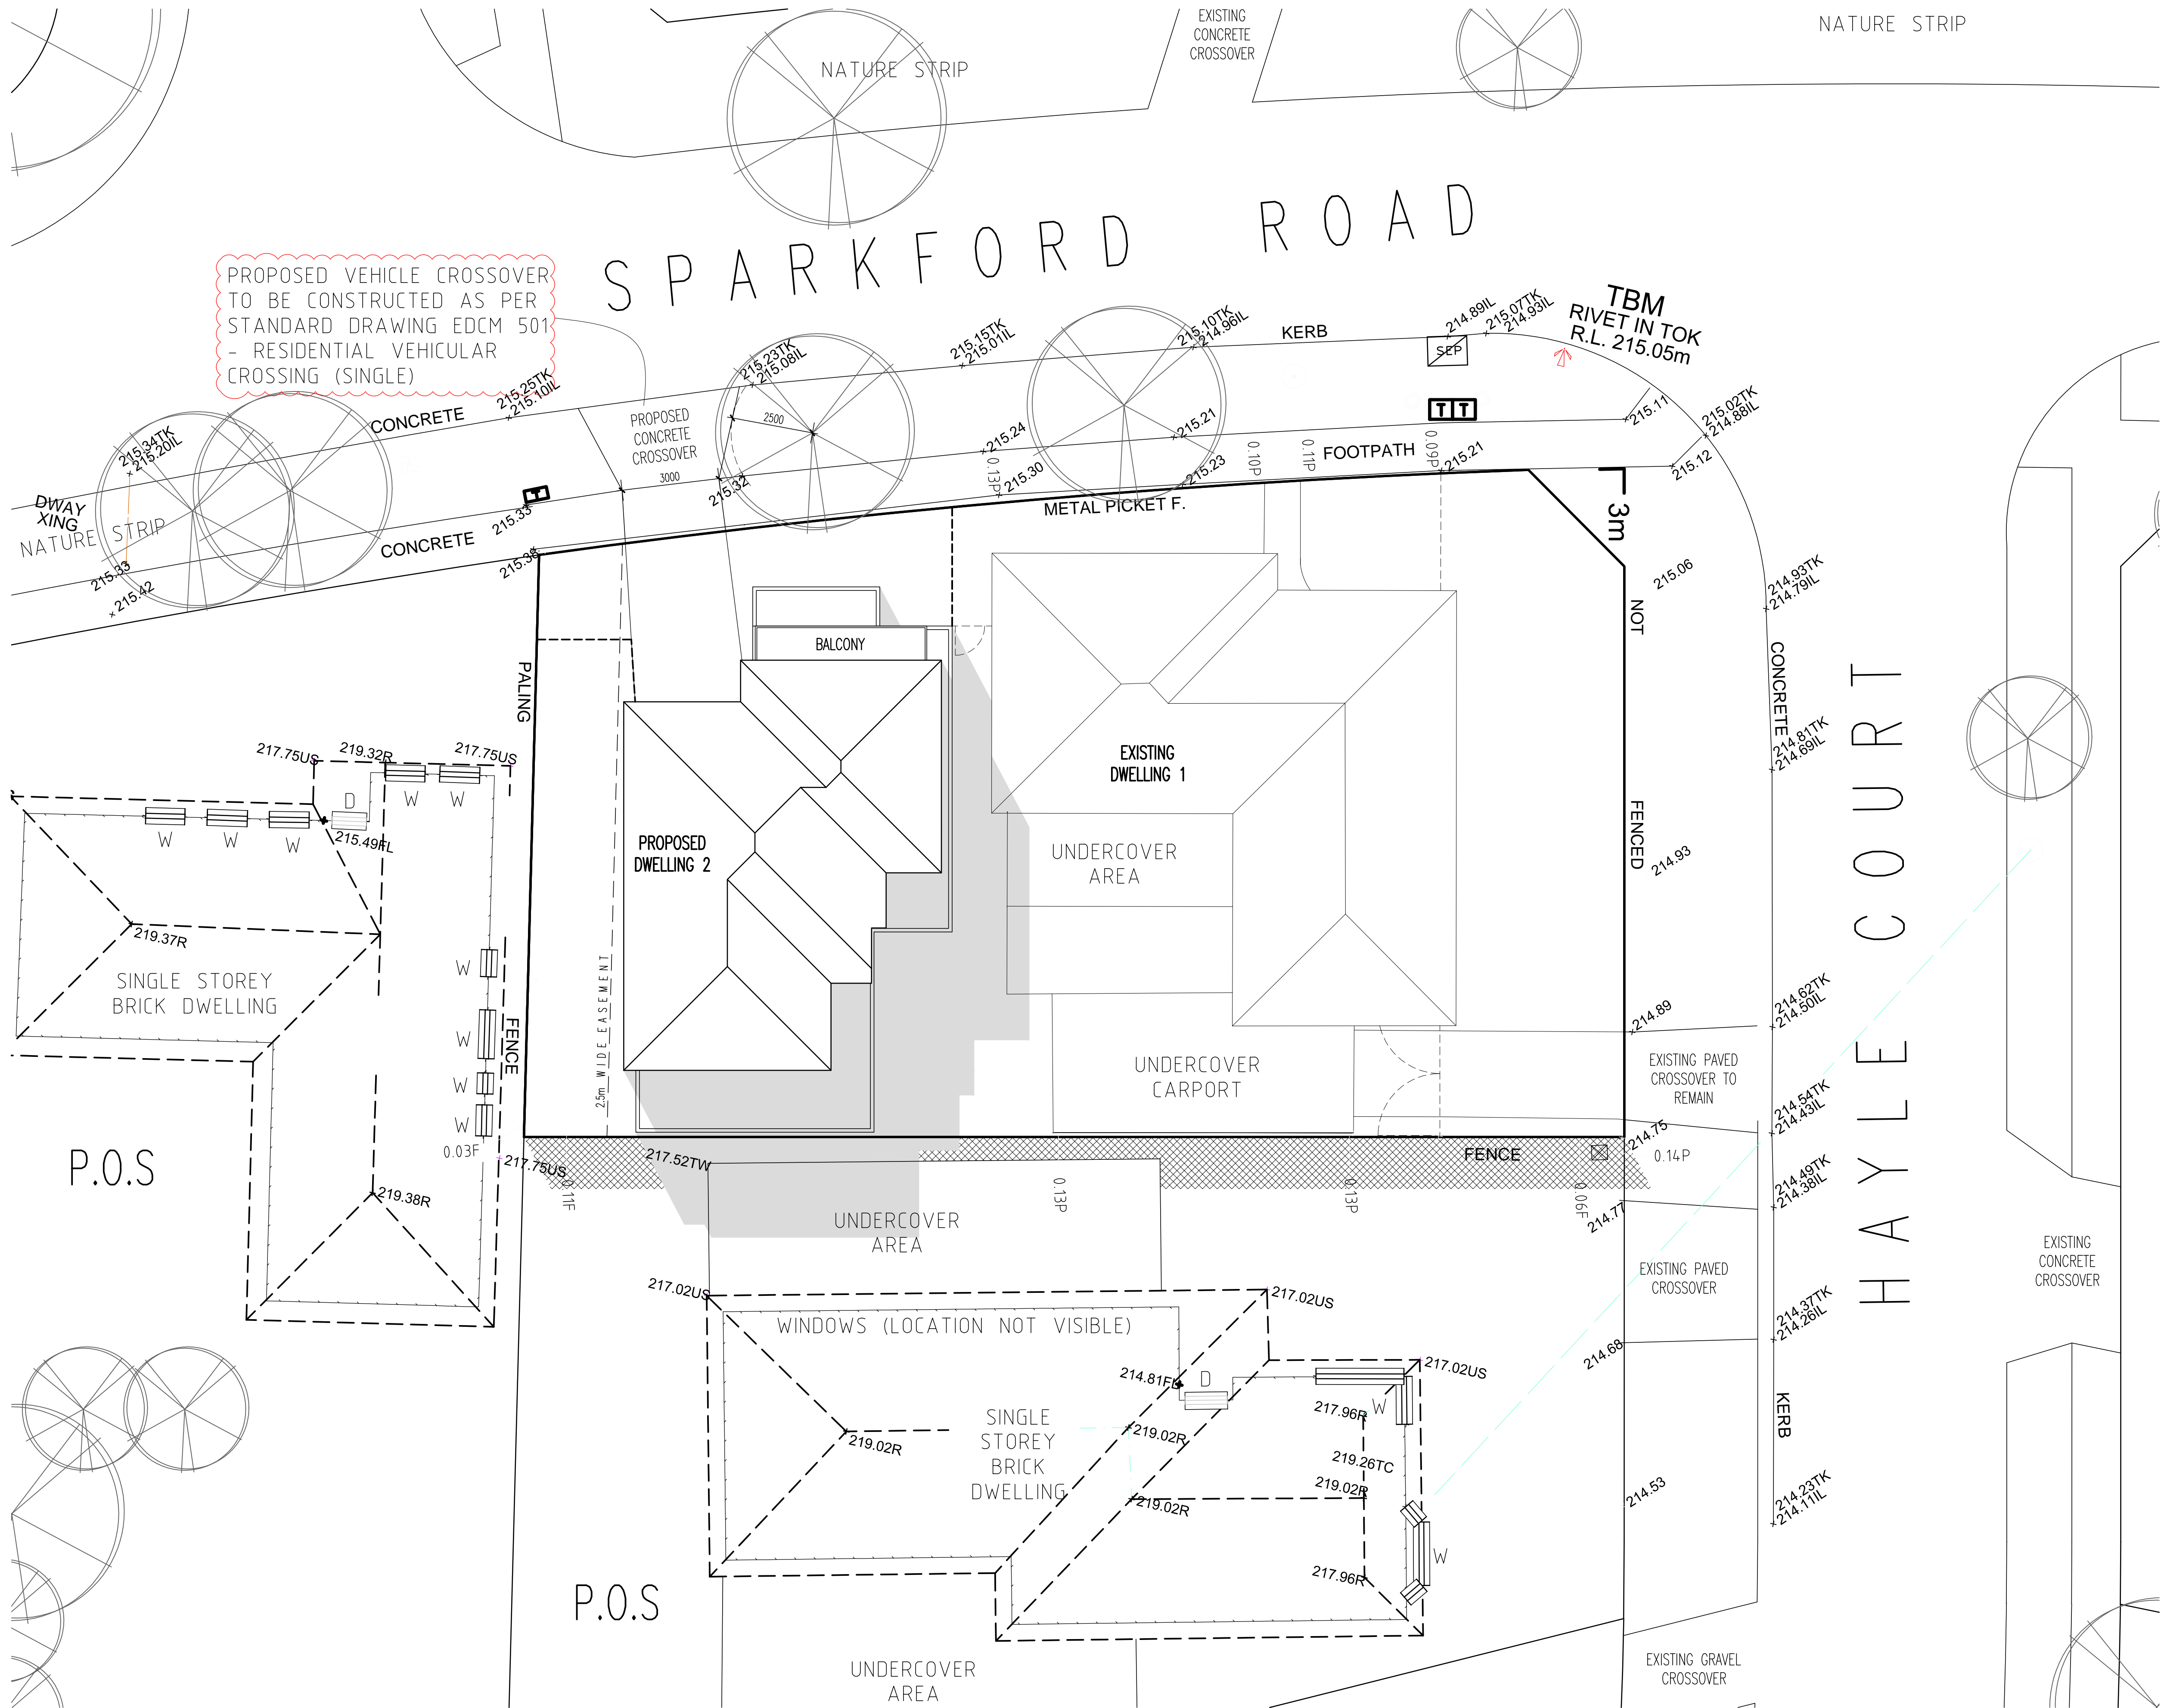 EXISTING
CONCRETE
CROSSOVER
NATURE STRIP
NATURE STRIP
SPARKFORD ROAD
PROPOSED VEHICLE CROSSOVER
TO BE CONSTRUCTED AS PER
STANDARD DRAWING EDCM 501
- RESIDENTIAL VEHICULAR
CROSSING (SINGLE)
TBM
RIVET IN TOK
R.L. 215.05m
214.89IL
215.07TK
214.93IL
KERB
SEP
215.10TK
214.96IL
215.15TK
215.01IL
215.23TK
215.08IL
215.25TK
215.10IL
CONCRETE
215.34TK
215.20IL
DWAY
XING
NATURE STRIP
215.33
215.42
CONCRETE
T
215.33
215.38
PROPOSED
CONCRETE
CROSSOVER
3000
2500
215.32
215.24
0.13P
215.30
215.21
215.23
METAL PICKET F.
0.10P
0.11P
FOOTPATH
0.09P
215.21
T T
215.11
215.02TK
214.88IL
215.12
3m
215.06
214.93TK
214.79IL
NOT
FENCED
CONCRETE
214.81TK
214.69IL
214.93
HAYLE COURT
PALING
FENCE
BALCONY
EXISTING
DWELLING 1
PROPOSED
DWELLING 2
UNDERCOVER
AREA
2.5m WIDE EASEMENT
UNDERCOVER
CARPORT
217.75US
219.32R
217.75US
D
W
W
W
W
W
215.49FL
219.37R
SINGLE STOREY
BRICK DWELLING
W
W
W
W
0.03F
217.75US
P.O.S
219.38R
214.89
214.62TK
214.50IL
EXISTING PAVED
CROSSOVER TO
REMAIN
214.54TK
214.43IL
214.75
0.14P
FENCE
214.49TK
214.38IL
217.52TW
0.11F
0.13P
0.13P
0.06F
214.77
UNDERCOVER
AREA
EXISTING PAVED
CROSSOVER
EXISTING
CONCRETE
CROSSOVER
214.37TK
214.26IL
214.68
217.02US
217.02US
WINDOWS (LOCATION NOT VISIBLE)
217.02US
214.81FL
D
W
217.96R
219.02R
219.02R
SINGLE
STOREY
BRICK
DWELLING
219.26TC
219.02R
219.02R
KERB
214.23TK
214.11IL
214.53
W
217.96R
P.O.S
UNDERCOVER
AREA
EXISTING GRAVEL
CROSSOVER